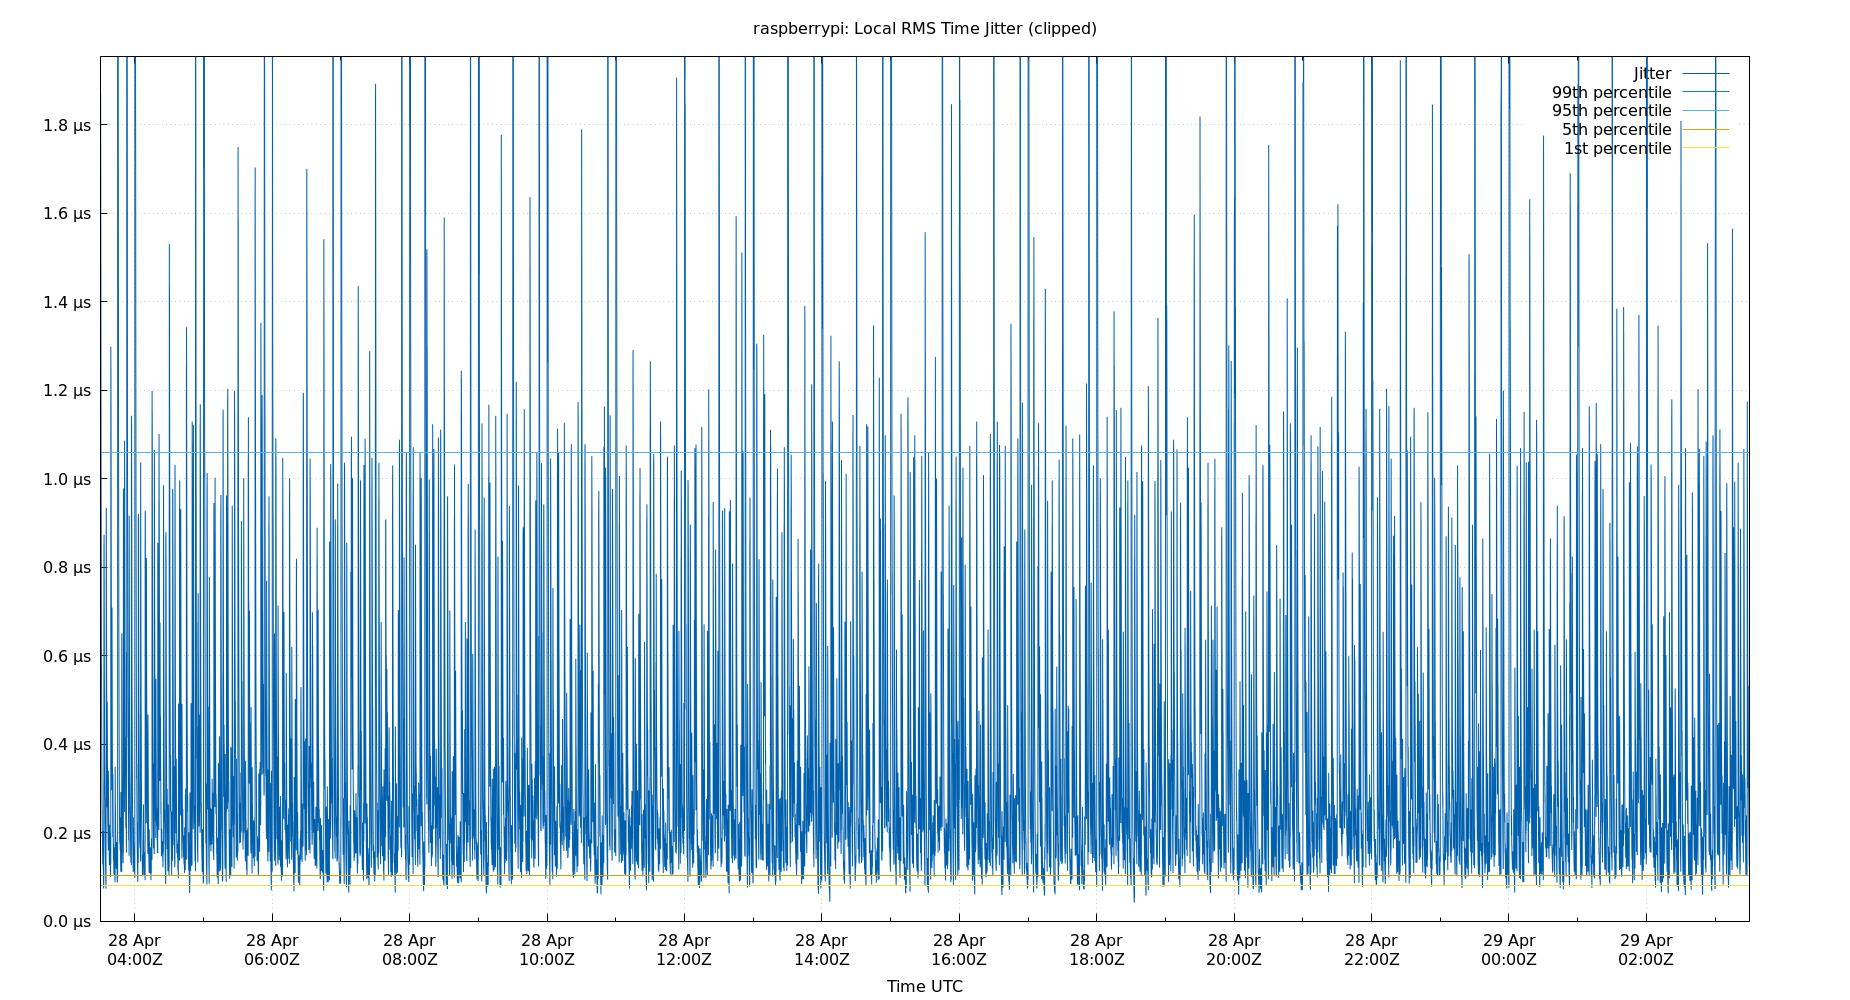 raspberrypi: Local RMS Time Jitter (clipped)
Jitter
99th percentile
95th percentile
5th percentile
1st percentile
1.8 µs
1.6 µs
1.4 µs
1.2 µs
1.0 µs
0.8 µs
0.6 µs
0.4 µs
0.2 µs
0.0 µs
28 Apr 28 Apr 28 Apr 28 Apr 28 Apr 28 Apr 28 Apr 28 Apr 28 Apr 28 Apr 29 Apr 29 Apr
04:00Z 06:00Z 08:00Z 10:00Z 12:00Z 14:00Z 16:00Z 18:00Z 20:00Z 22:00Z 00:00Z 02:00Z
Time UTC